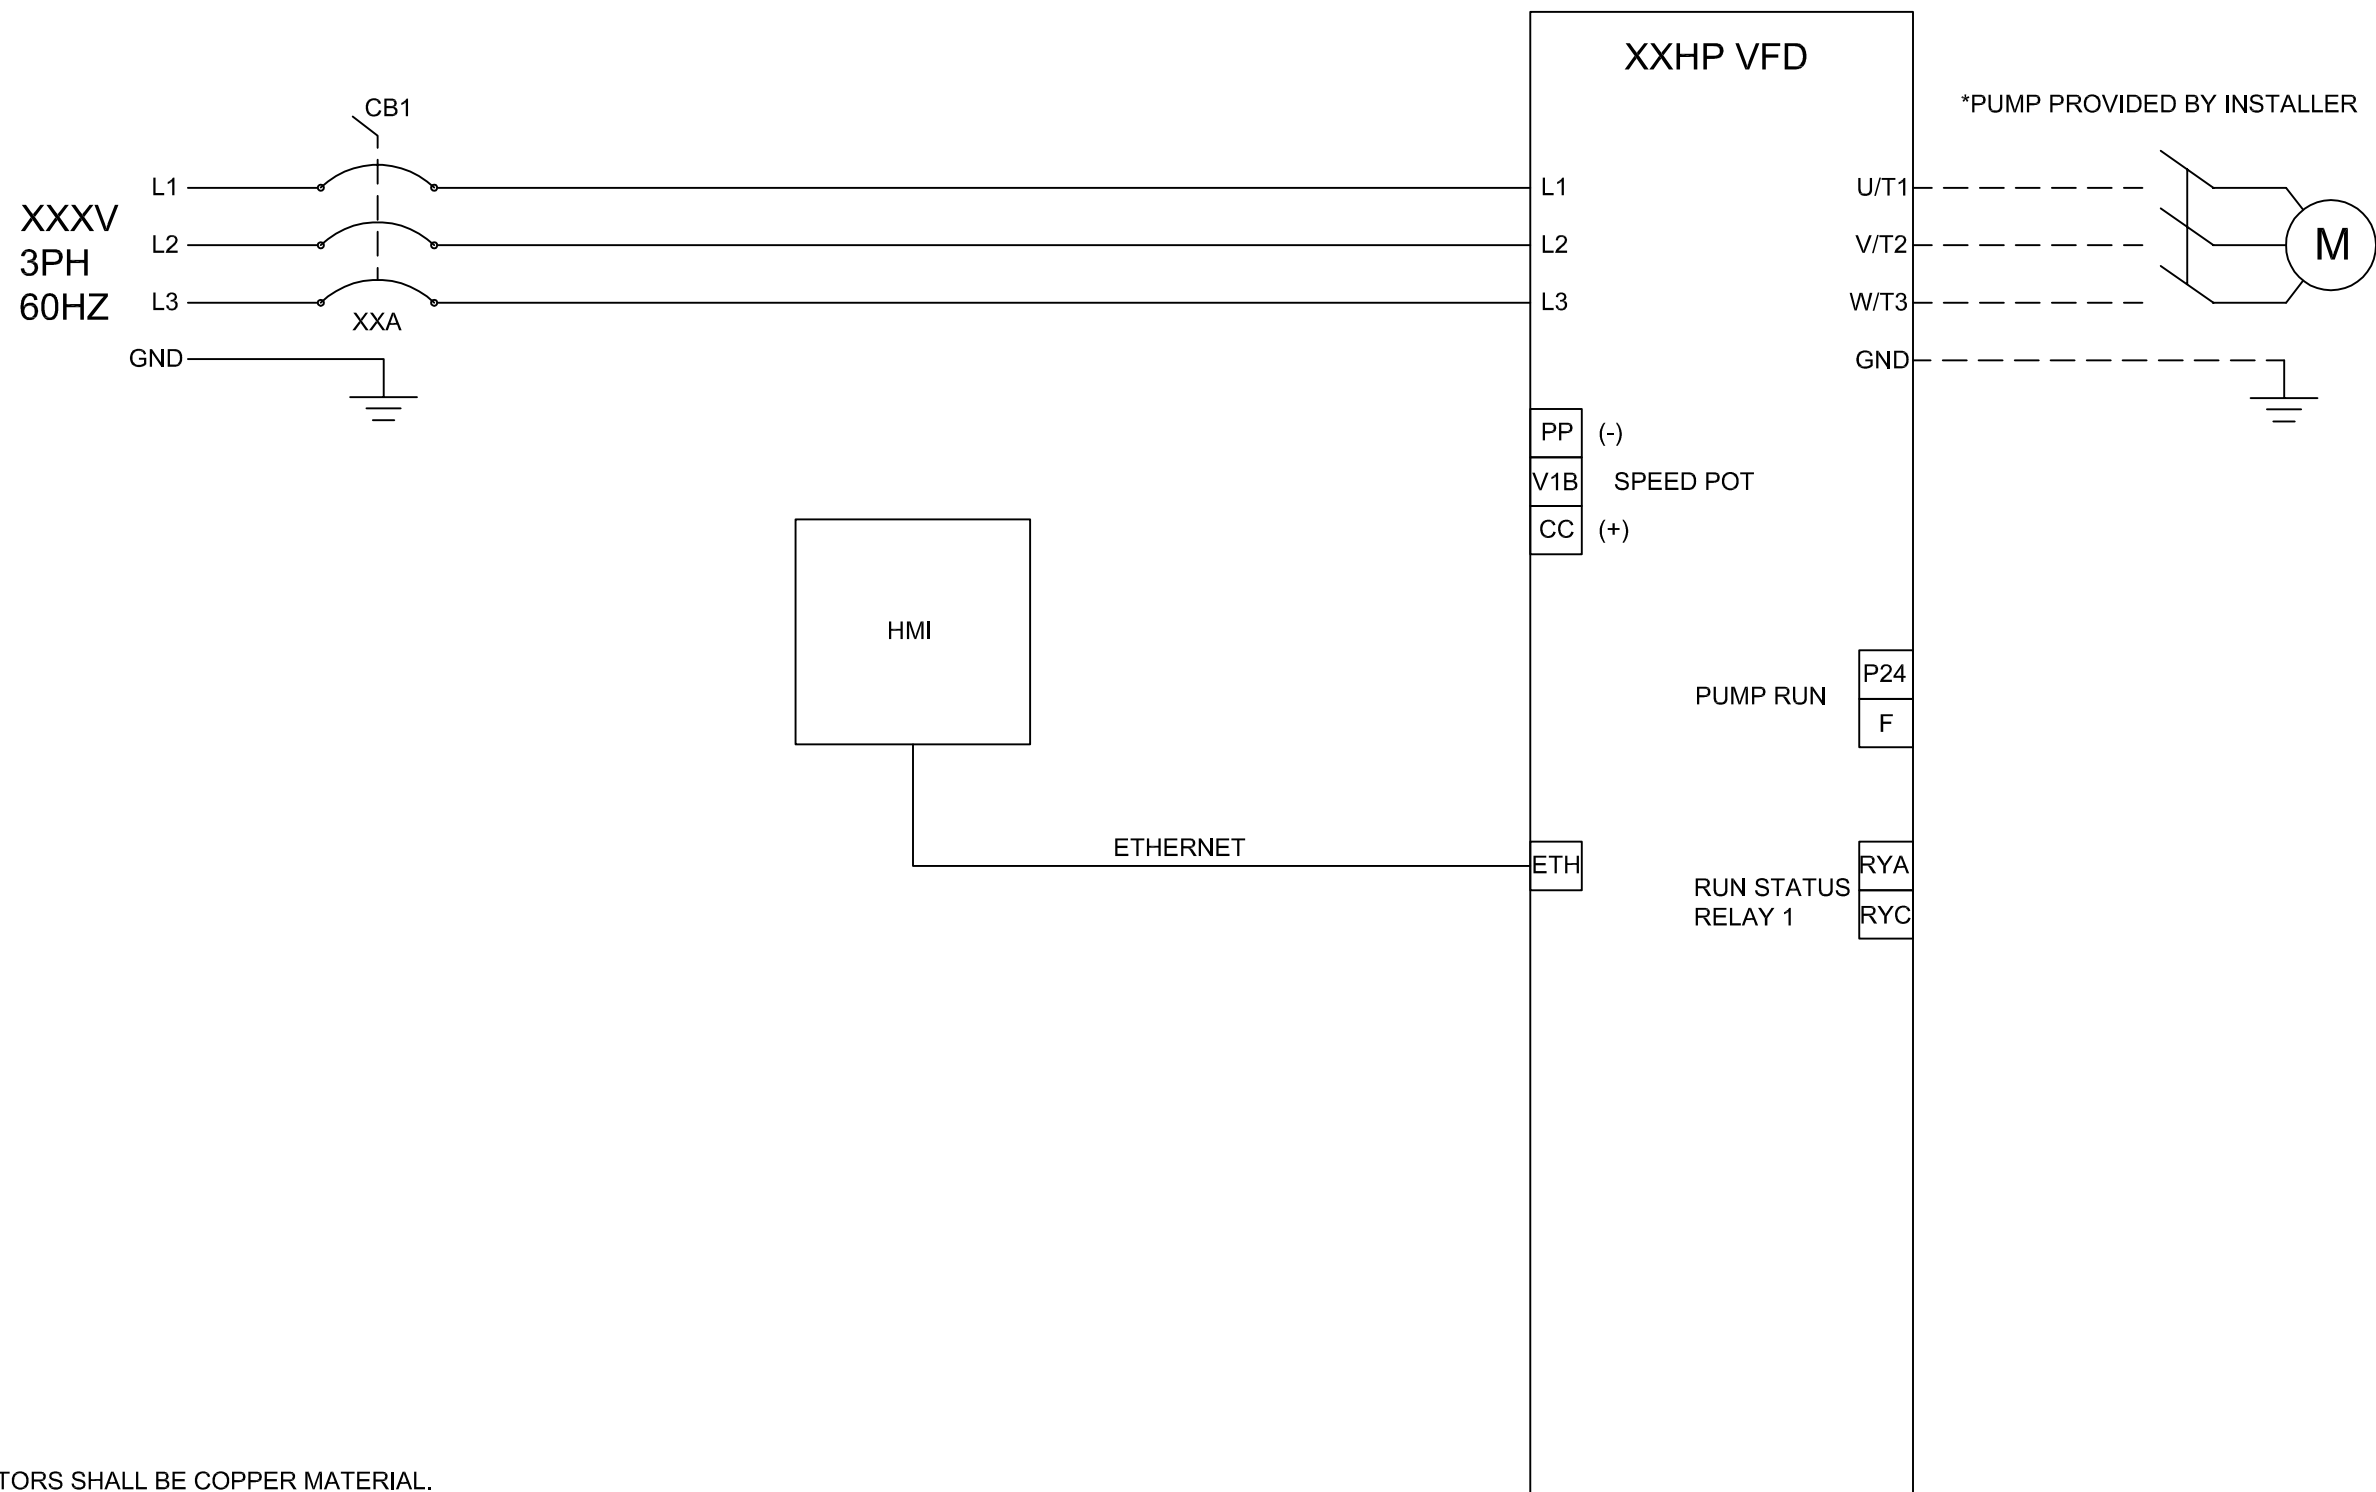 XXHP VFD
*PUMP PROVIDED BY INSTALLER
CB1
XXXV
3PH
60HZ
L1
L2
L3
GND
XXA
L1
L2
L3
U/T1
V/T2
W/T3
GND
M
PP (-)
V1B SPEED POT
CC (+)
HMI
PUMP RUN
P24
F
ETHERNET
ETH
RUN STATUS
RELAY 1
RYA
RYC
TORS SHALL BE COPPER MATERIAL.